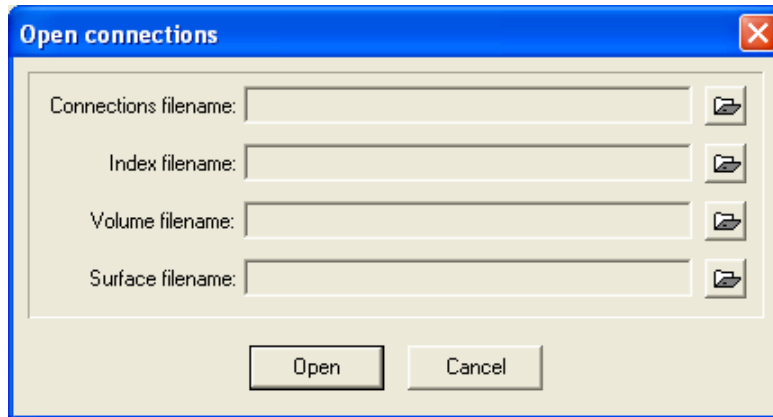 Open connections
Connections filename:
Index filename:
Volume filename:
Surface filename:
Open Cancel